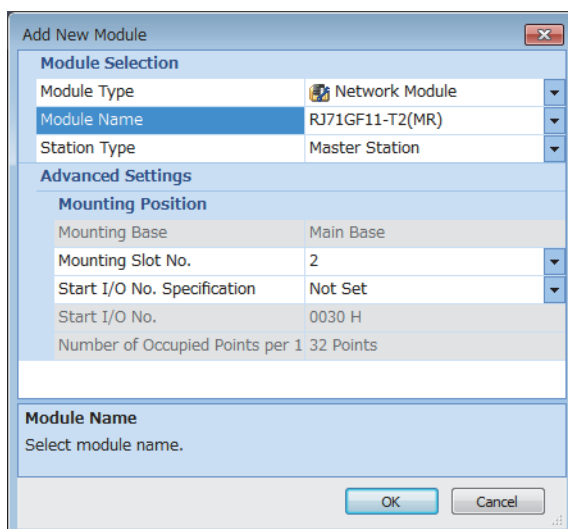 Add New Module
Module Selection
Module Type Network Module
Module Name RJ71GF11-T2(MR)
Station Type Master Station
Advanced Settings
Mounting Position
Mounting Base Main Base
Mounting Slot No. 2
Start I/O No. Specification Not Set
Start I/O No. 0030 H
Number of Occupied Points per 1 32 Points
Module Name
Select module name.
OK Cancel